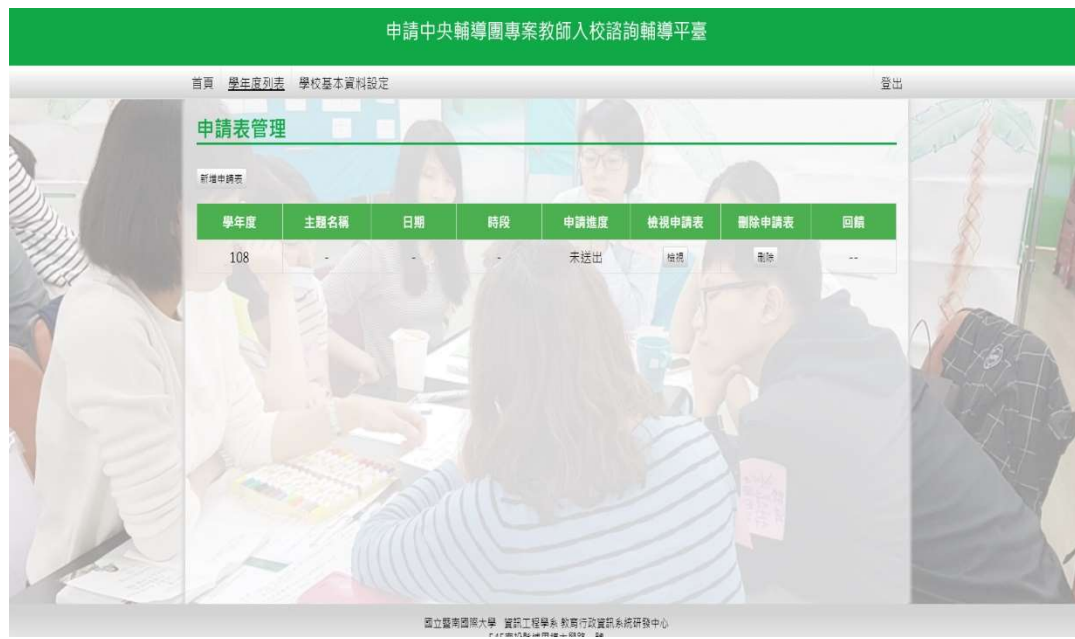 申請中央輔導團專案教師入校諮詢輔導平臺
首頁 學年度列表 學校基本資料設定 登出
申請表管理
新增申請表
學年度 主題名稱 日期 時段 申請進度 檢視申請表 刪除申請表 回饋
108 - - - 未送出 檢視 刪除 --
國立暨南國際大學 資訊工程學系 教育行政資訊系統研發中心